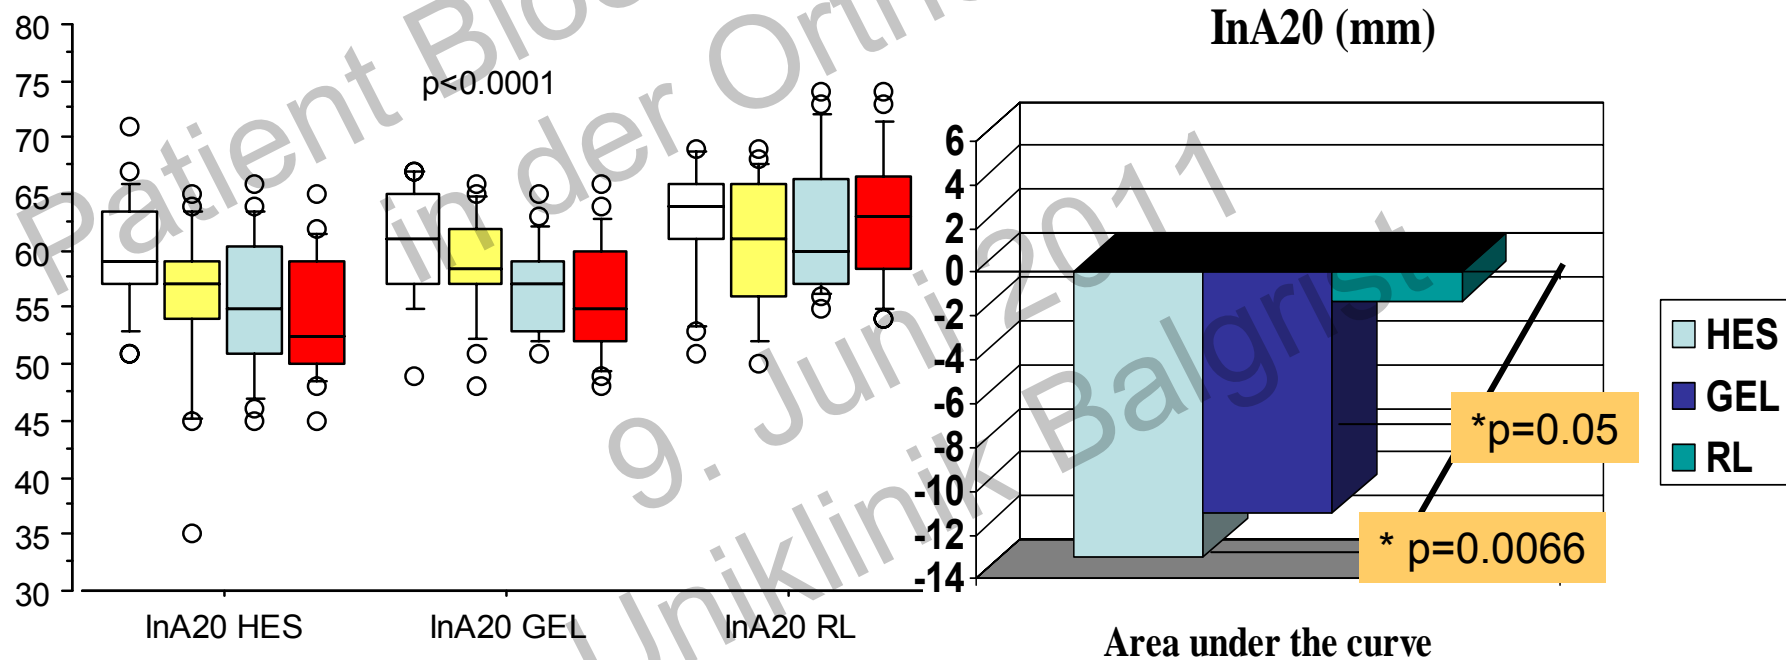 InA20 (mm)
80
75
70
65
60
55
50
45
40
35
30
p<0.0001
InA20 HES
InA20 GEL
InA20 RL
6
4
2
0
-2
-4
-6
-8
-10
-12
-14
*p=0.05
* p=0.0066
HES
GEL
RL
Area under the curve
in der
9. Juni 2011
Uniklinik Balgrist
Patient